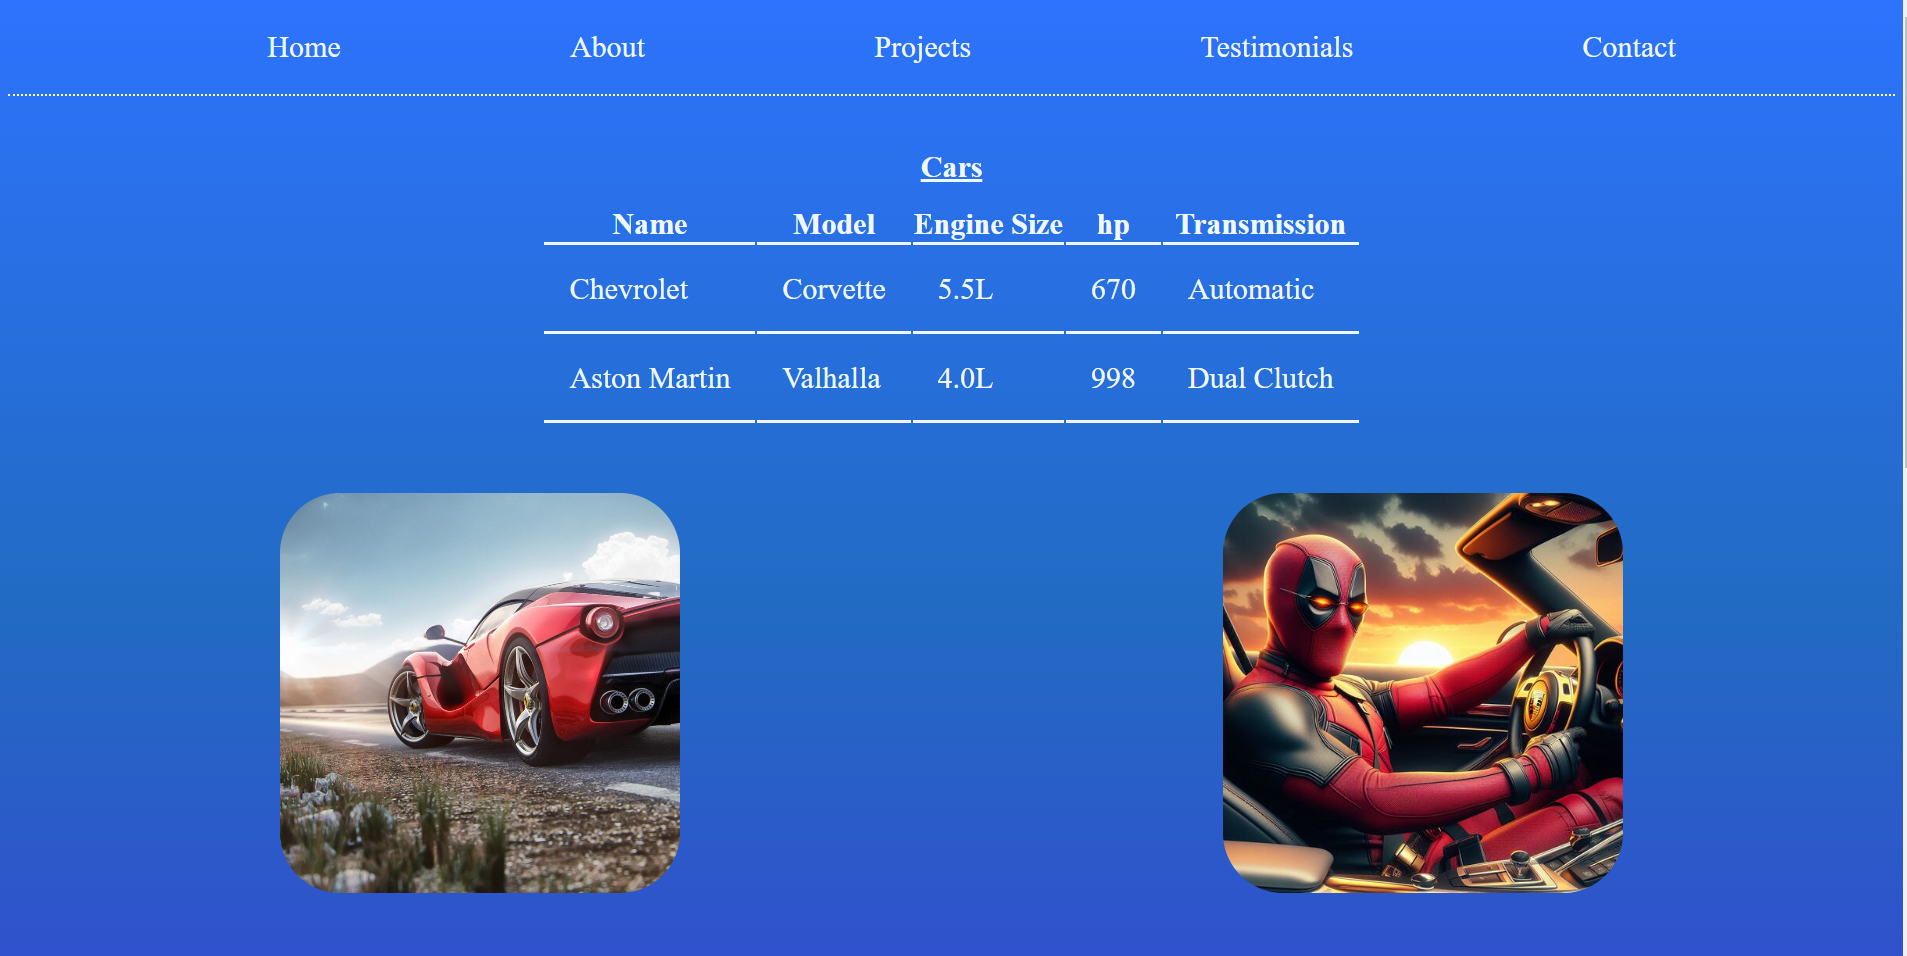 Home About Projects Testimonials Contact
Cars
Name Model Engine Size hp Transmission
Chevrolet Corvette 5.5L 670 Automatic
Aston Martin Valhalla 4.0L 998 Dual Clutch